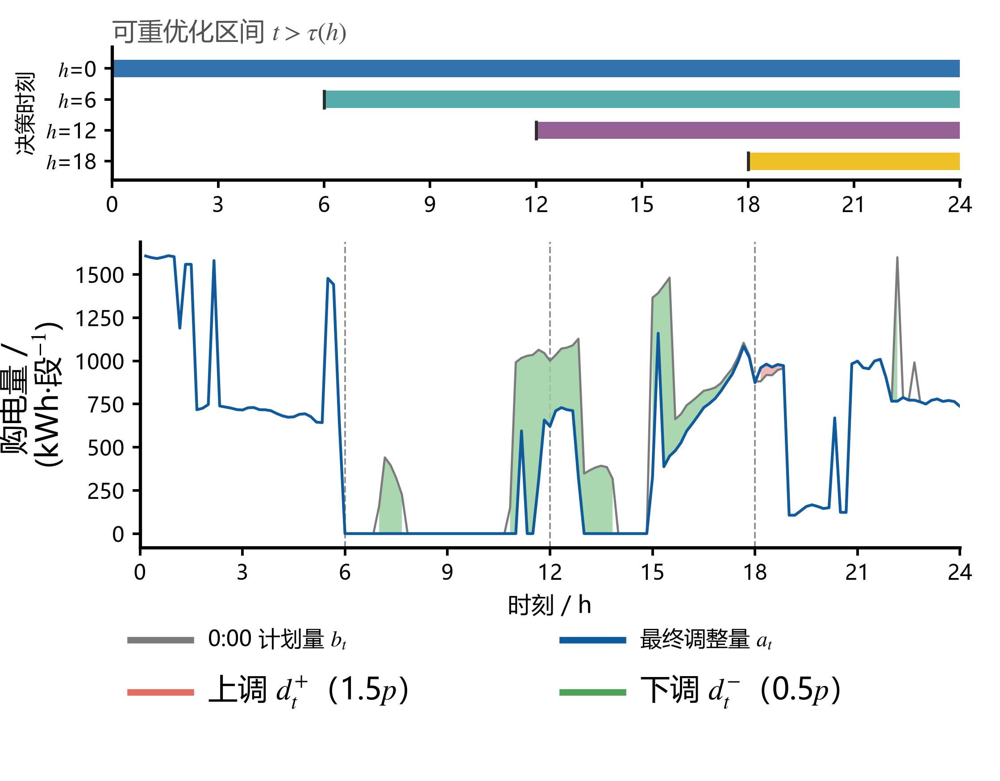 可重优化区间 t > τ(h)
决策时刻
h=0
h=6
h=12
h=18
0 3 6 9 12 15 18 21 24
购电量 /
(kWh·段⁻¹)
1500
1250
1000
750
500
250
0
0 3 6 9 12 15 18 21 24
时刻 / h
0:00 计划量 bₜ
最终调整量 aₜ
上调 dₜ⁺（1.5p）
下调 dₜ⁻（0.5p）